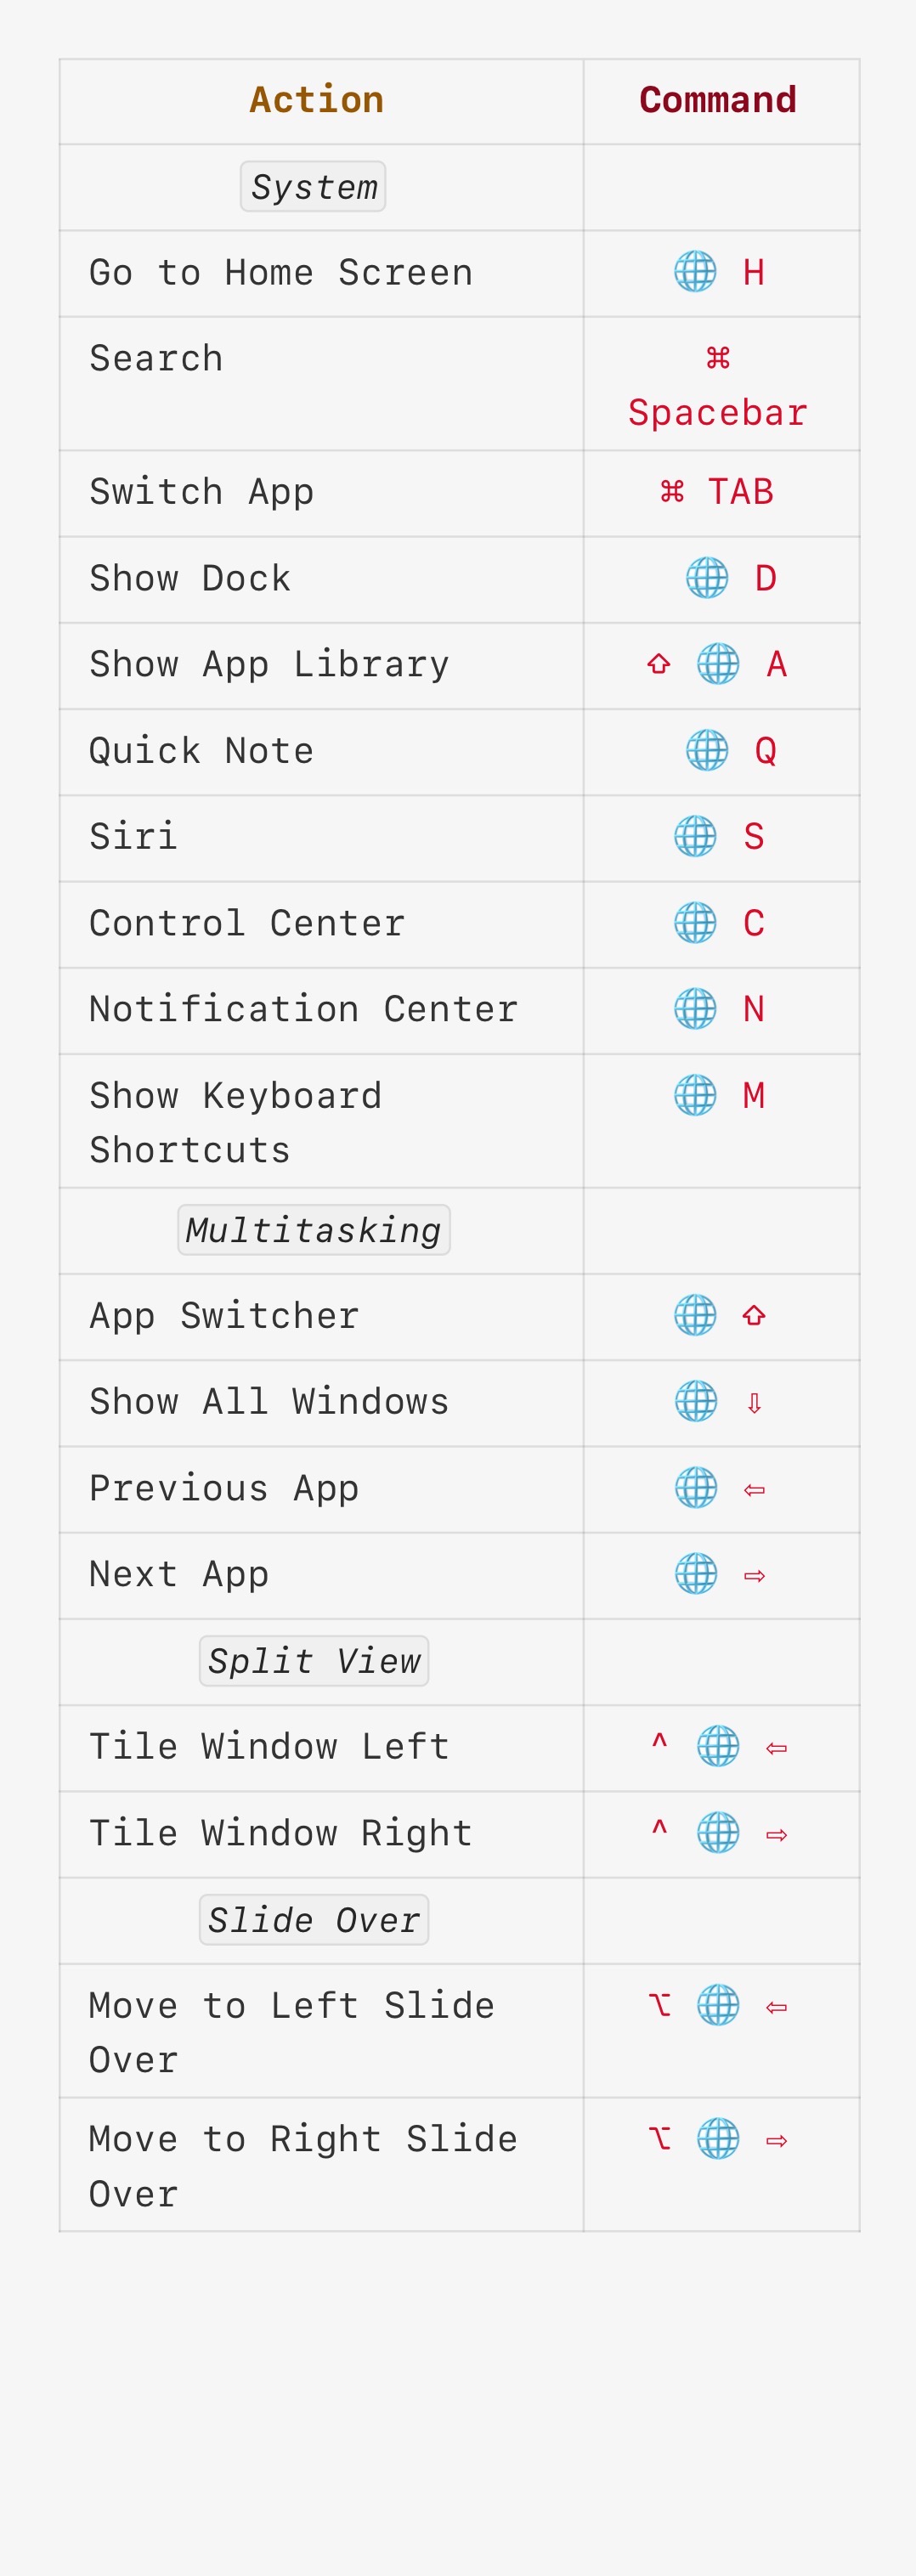 Action Command
System
Go to Home Screen 🌐 H
Search ⌘
Spacebar
Switch App ⌘ TAB
Show Dock 🌐 D
Show App Library ⇧ 🌐 A
Quick Note 🌐 Q
Siri 🌐 S
Control Center 🌐 C
Notification Center 🌐 N
Show Keyboard 🌐 M
Shortcuts
Multitasking
App Switcher 🌐 ⇧
Show All Windows 🌐 ⇩
Previous App 🌐 ⇦
Next App 🌐 ⇨
Split View
Tile Window Left ^ 🌐 ⇦
Tile Window Right ^ 🌐 ⇨
Slide Over
Move to Left Slide ⌥ 🌐 ⇦
Over
Move to Right Slide ⌥ 🌐 ⇨
Over